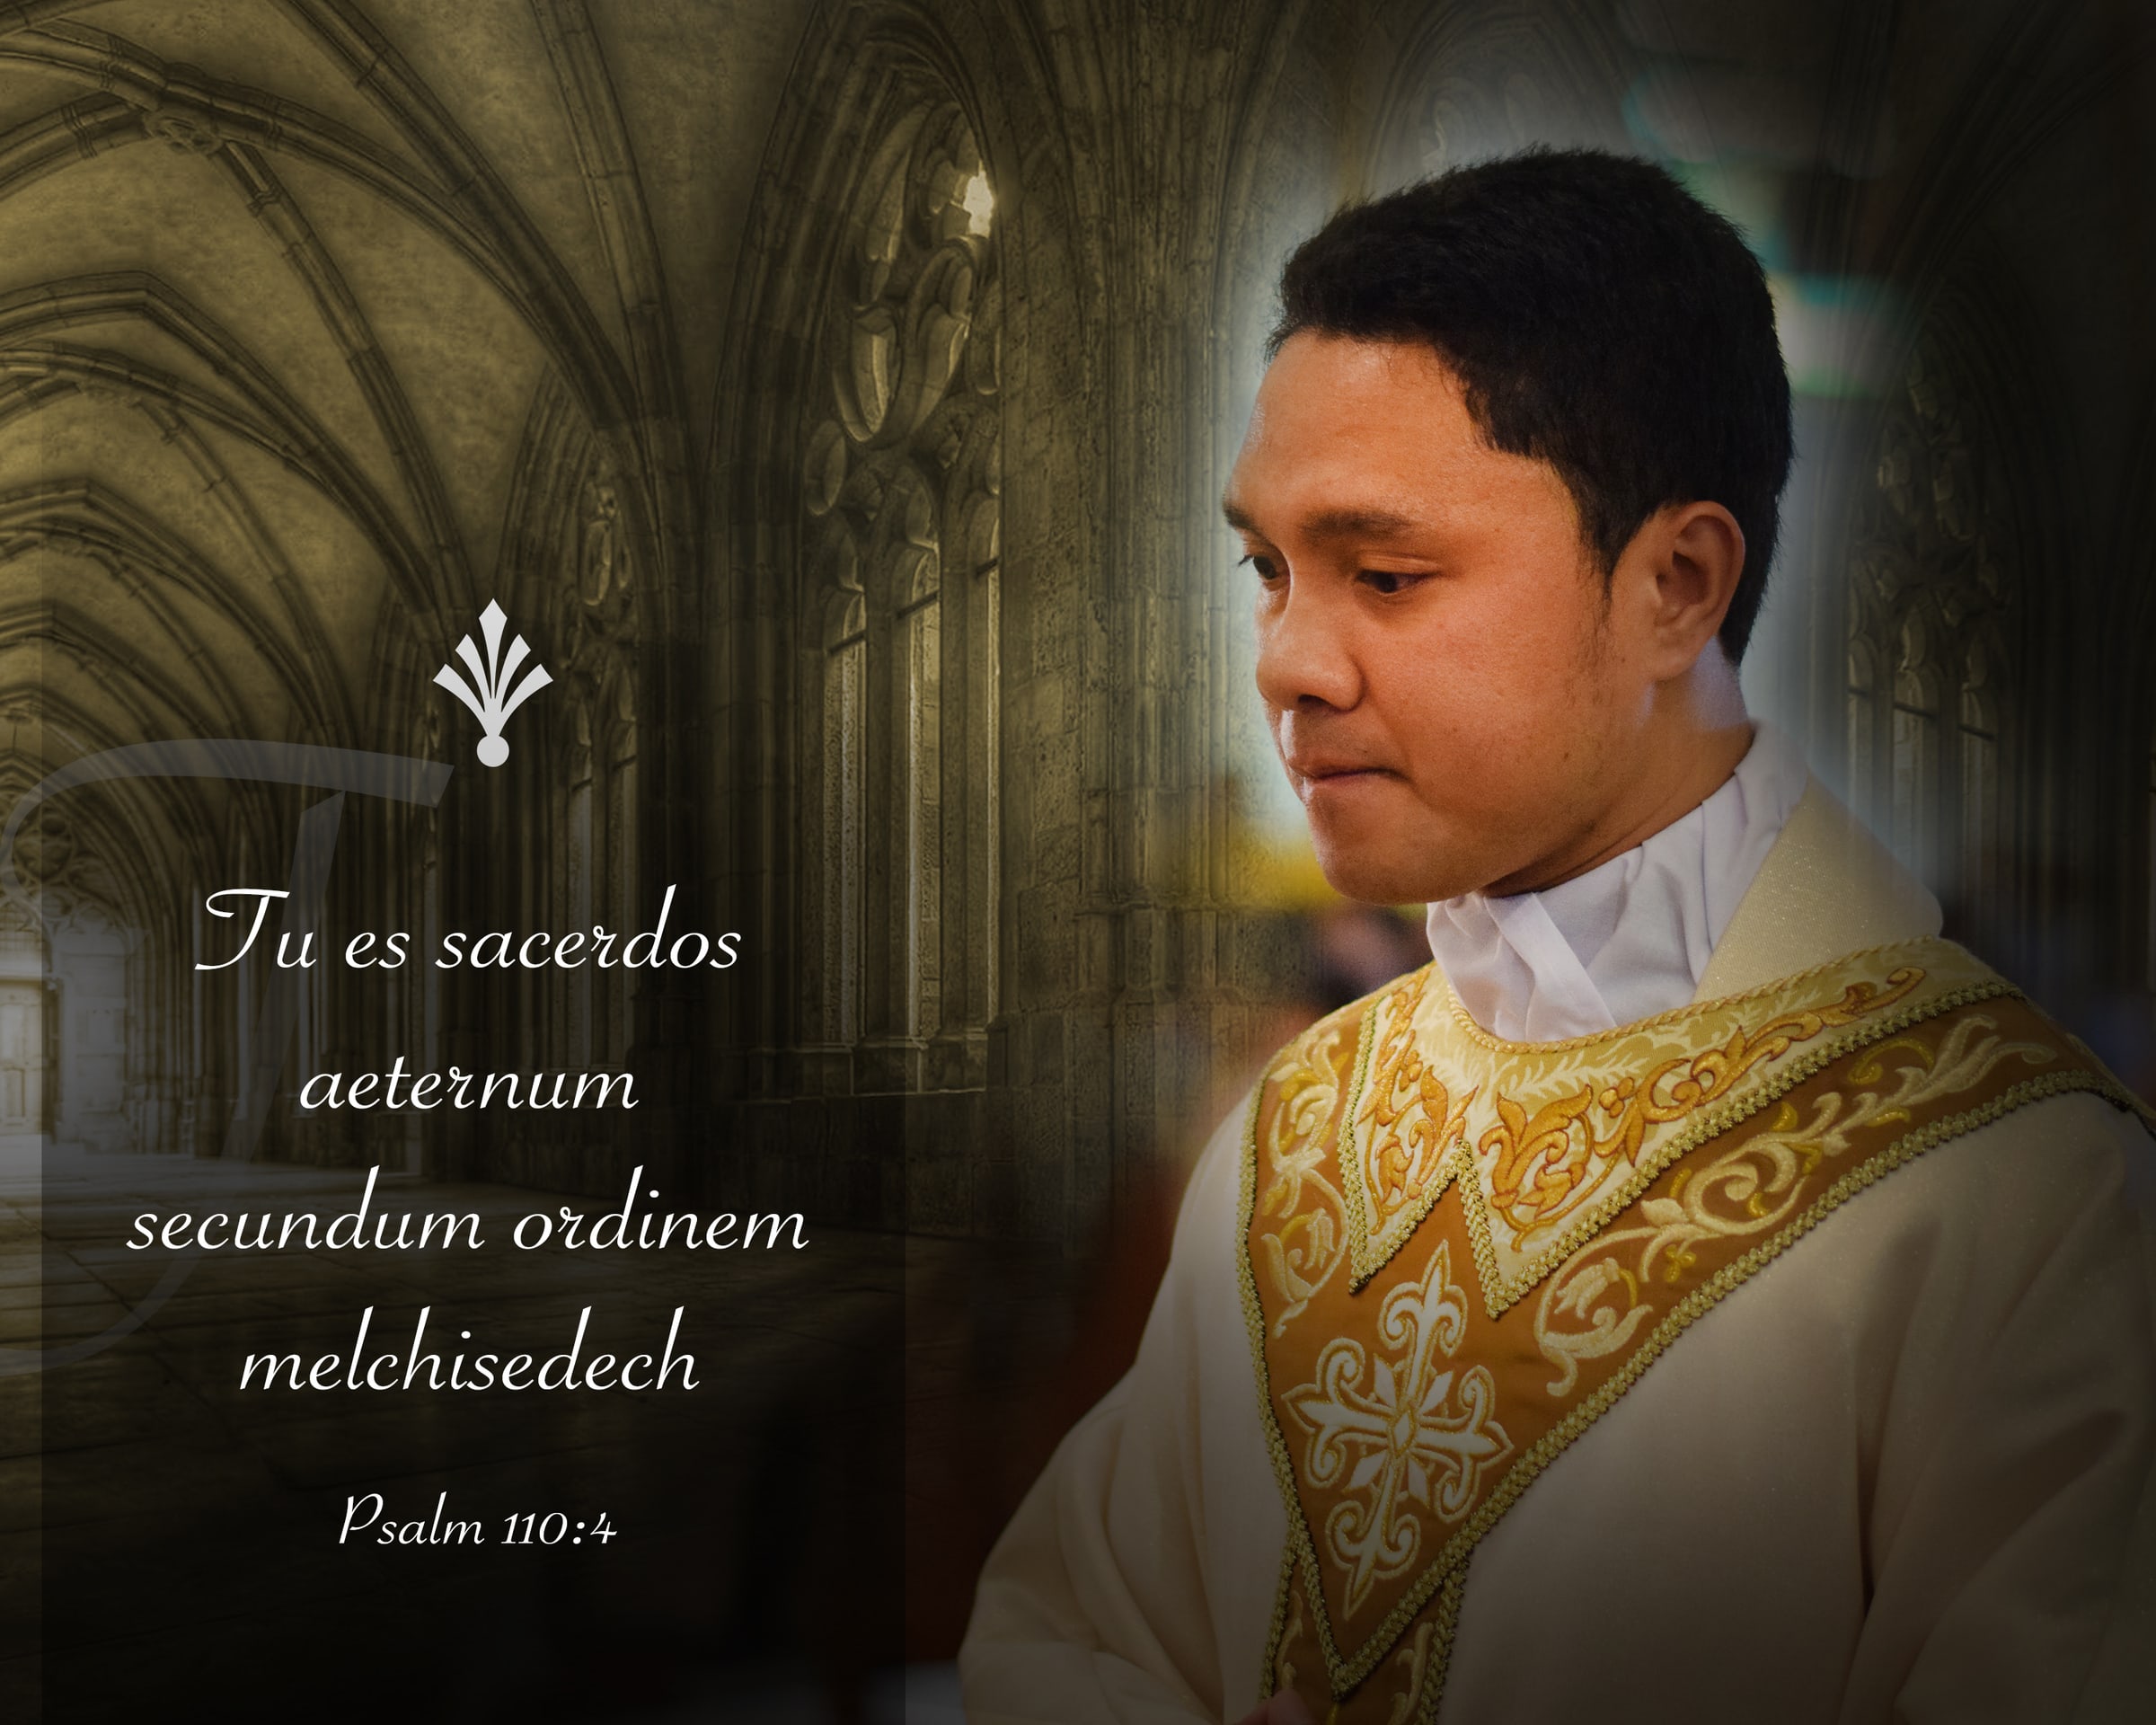 Tu es sacerdos
aeternum
secundum ordinem
melchisedech
Psalm 110:4